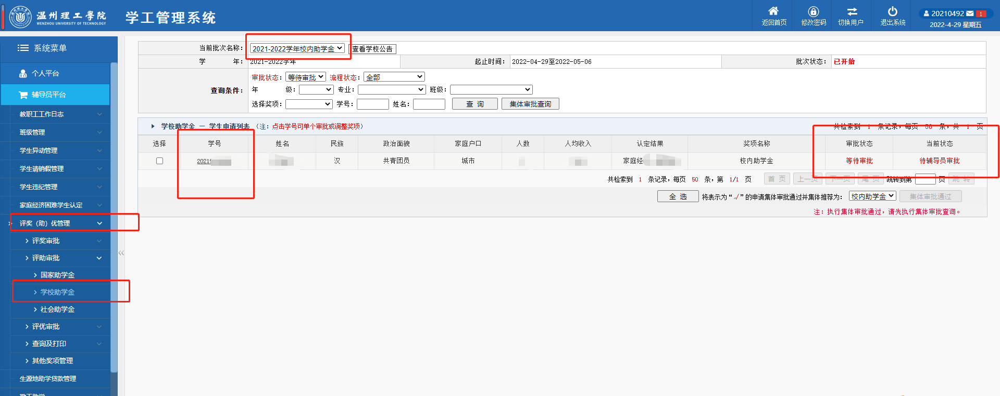 温州理工學院
WENZHOU UNIVERSITY OF TECHNOLOGY
学工管理系统
返回首页
修改密码
切换用户
退出系统
20210492 1
2022-4-29 星期五
系统菜单
个人平台
辅导员平台
教职工工作日志
班级管理
学生异动管理
学生请销假管理
学生违纪管理
家庭经济困难学生认定
评奖（助）优管理
评奖审批
评助审批
国家助学金
学校助学金
社会助学金
评优审批
查询及打印
其他奖项管理
生源地助学贷款管理
当前批次名称： 2021-2022学年校内助学金 查看学校公告
学 年： 2021-2022学年 起止时间： 2022-04-29至2022-05-06 批次状态： 已开始
查询条件：
审批状态： 等待审批 流程状态： 全部
年 级： 专业： 班级：
选择奖项： 学号： 姓名： 查 询 集体审批查询
学校助学金 — 学生申请列表 （注：点击学号可单个审批或调整奖项） 共检索到 1 条记录，每页 50 条，共 1 页
选择 学号 姓名 民族 政治面貌 家庭户口 人数 人均收入 认定结果 奖项名称 审批状态 当前状态
2021 汉 共青团员 城市 家庭经 校内助学金 等待审批 待辅导员审批
共检索到 1 条记录，每页 50 条，第 1/1 页 首 页 上一页 下一页 尾 页 跳转到第 页 跳 转
全 选 将表示为“√”的申请集体审批通过并集体推荐为： 校内助学金 集体审批通过
注：执行集体审批通过，请先执行集体审批查询。